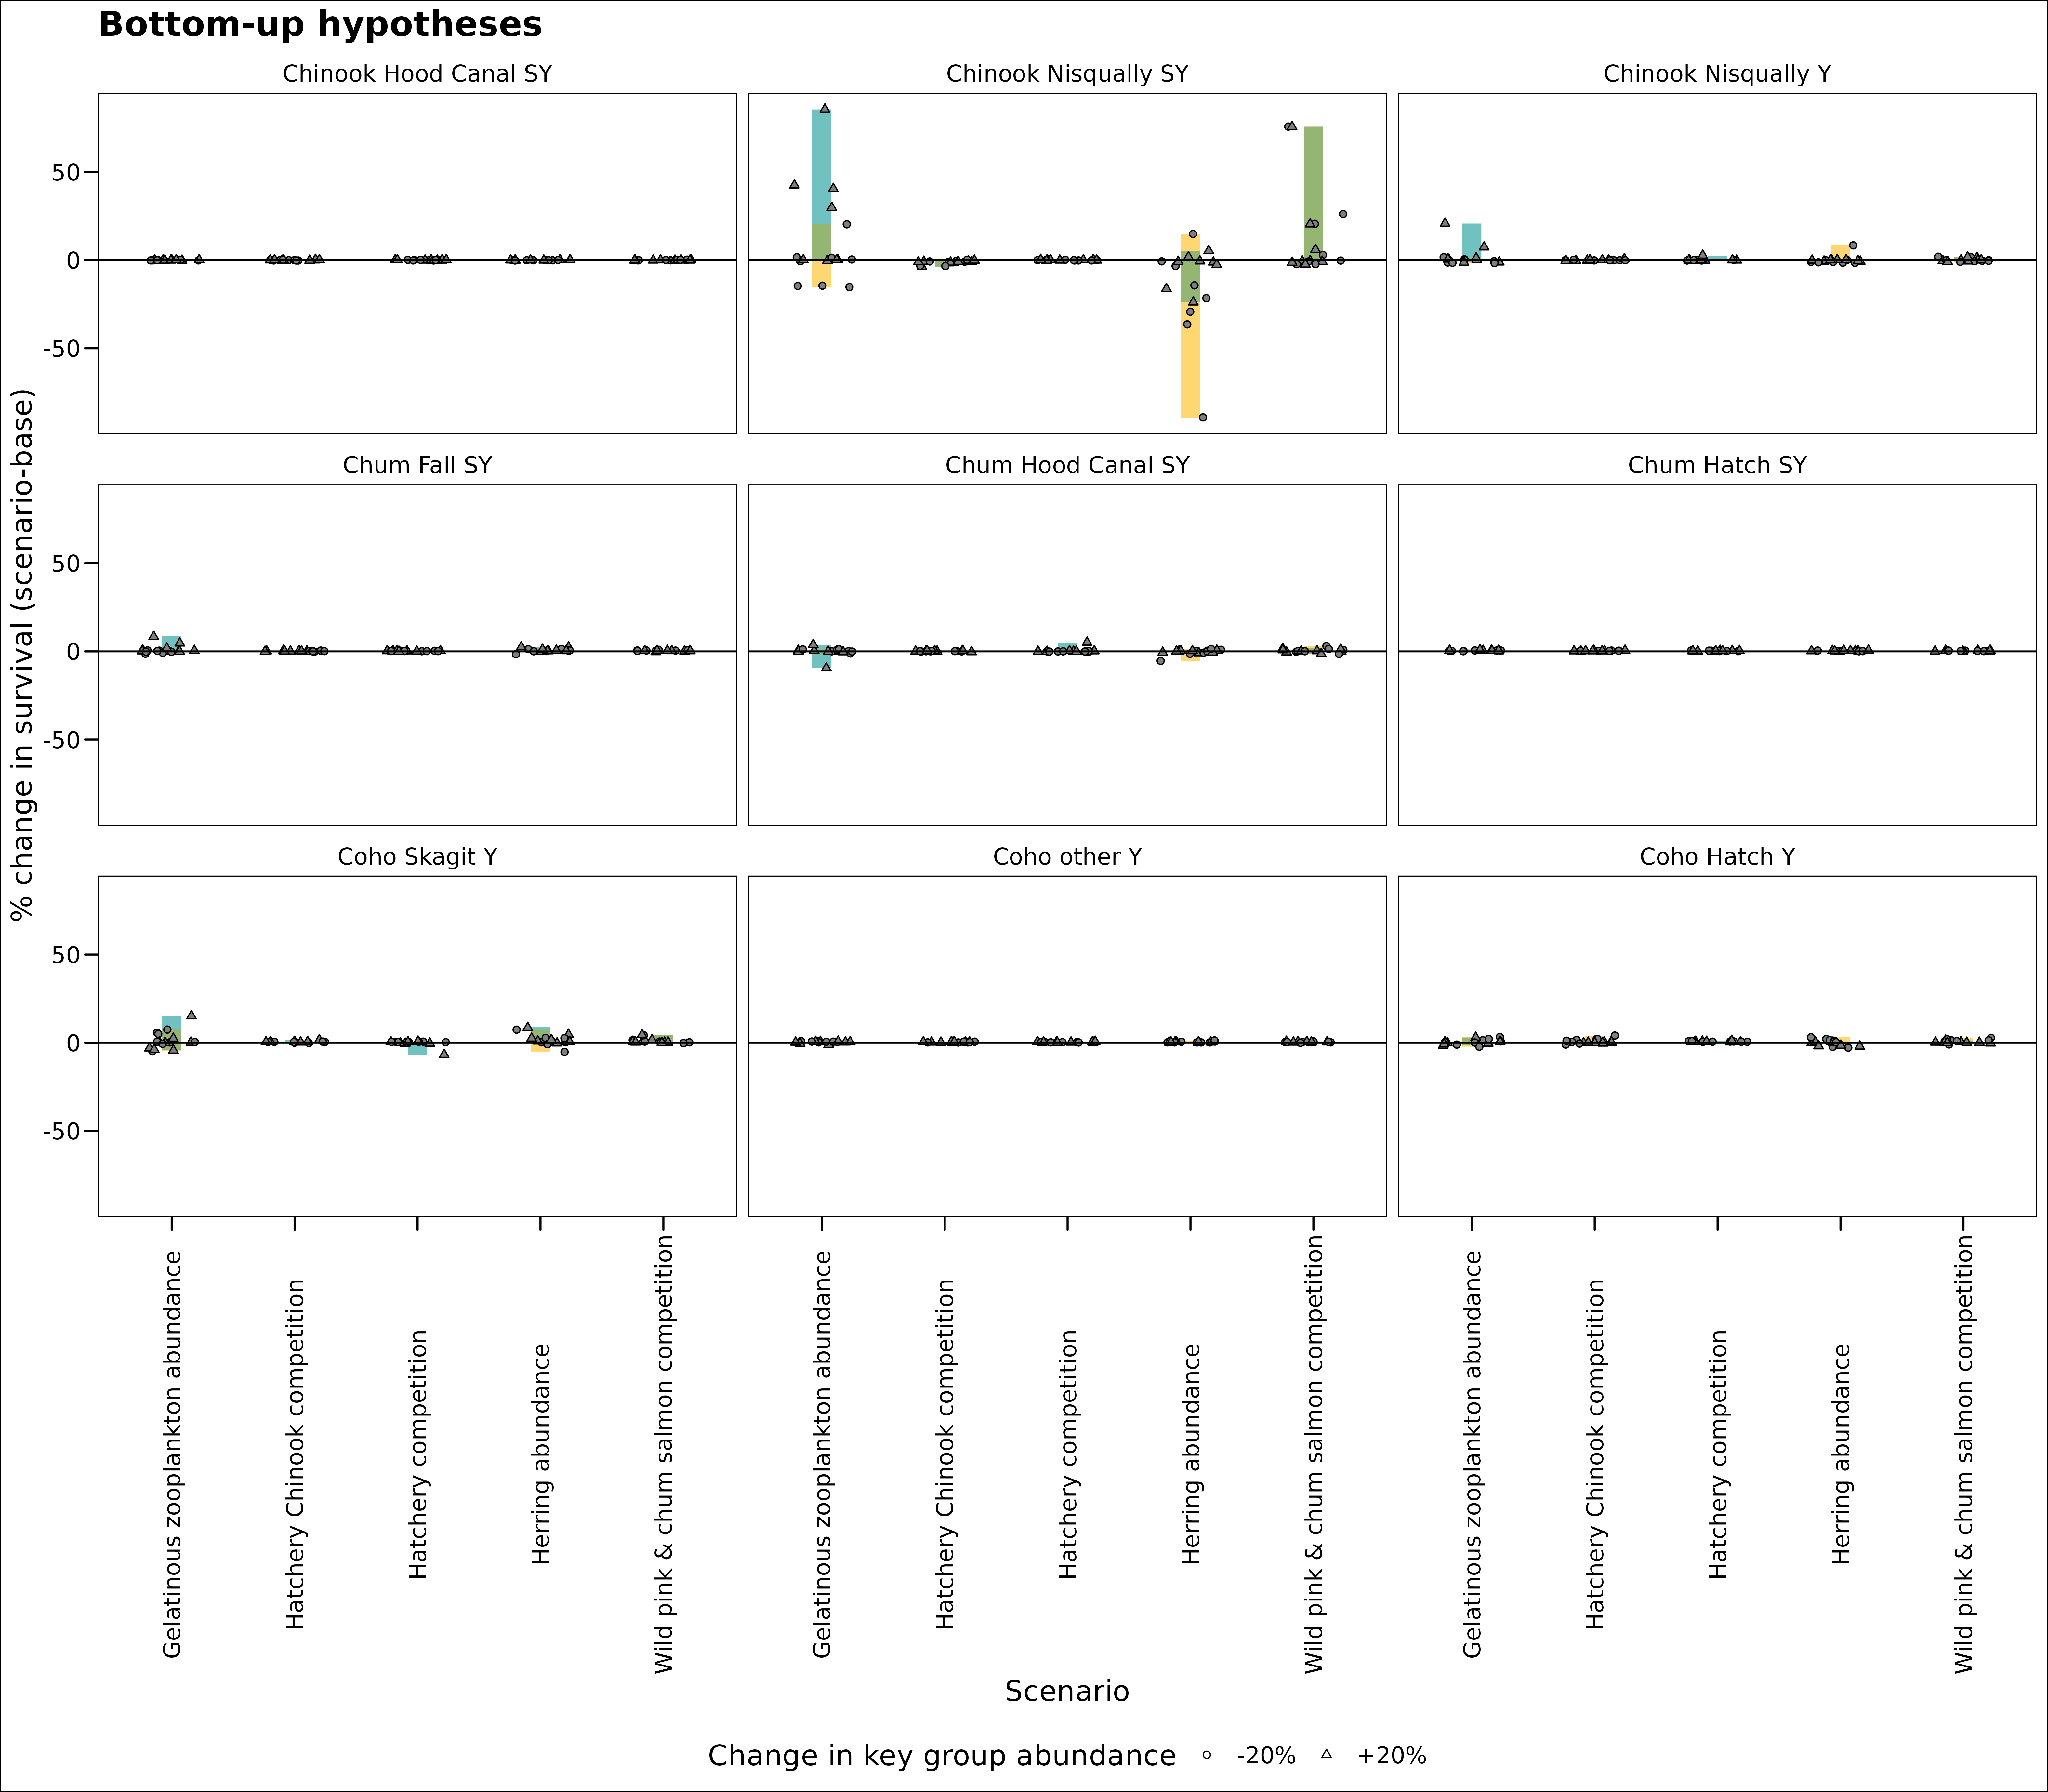 Bottom-up hypotheses
Chinook Hood Canal SY
Chinook Nisqually SY
Chinook Nisqually Y
50
0
-50
Chum Fall SY
Chum Hood Canal SY
Chum Hatch SY
50
0
-50
Coho Skagit Y
Coho other Y
Coho Hatch Y
50
0
-50
% change in survival (scenario-base)
Gelatinous zooplankton abundance
Hatchery Chinook competition
Hatchery competition
Herring abundance
Wild pink & chum salmon competition
Gelatinous zooplankton abundance
Hatchery Chinook competition
Hatchery competition
Herring abundance
Wild pink & chum salmon competition
Gelatinous zooplankton abundance
Hatchery Chinook competition
Hatchery competition
Herring abundance
Wild pink & chum salmon competition
Scenario
Change in key group abundance -20% +20%